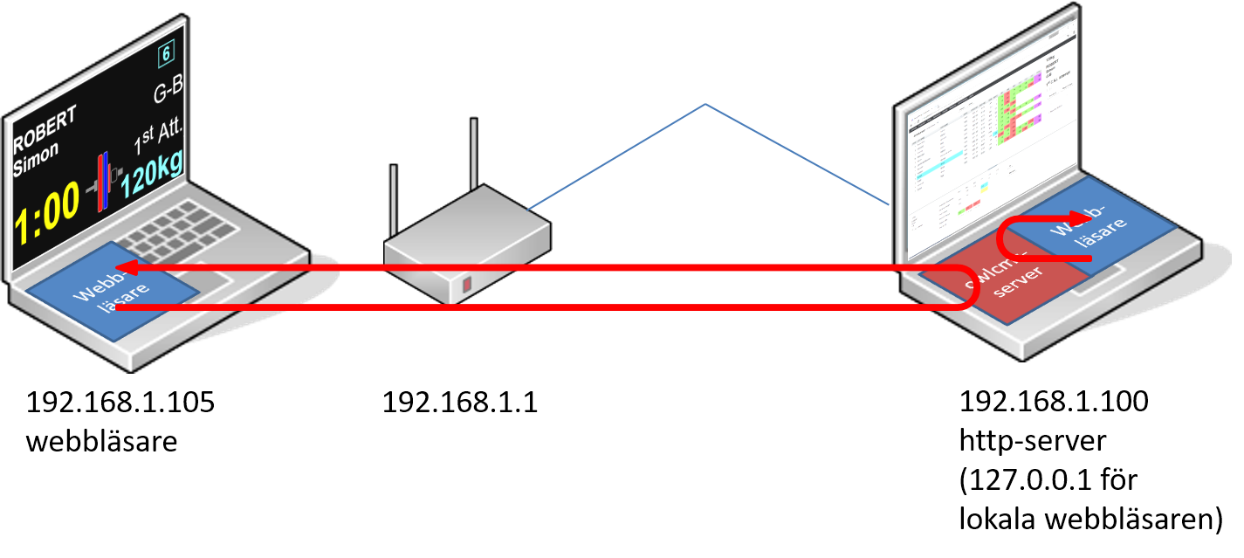 6
G-B
ROBERT
Simon
1st Att.
1:00
120kg
Webb-
läsare
Webb-
läsare
owlcms-
server
192.168.1.105
webbläsare
192.168.1.1
192.168.1.100
http-server
(127.0.0.1 för
lokala webbläsaren)